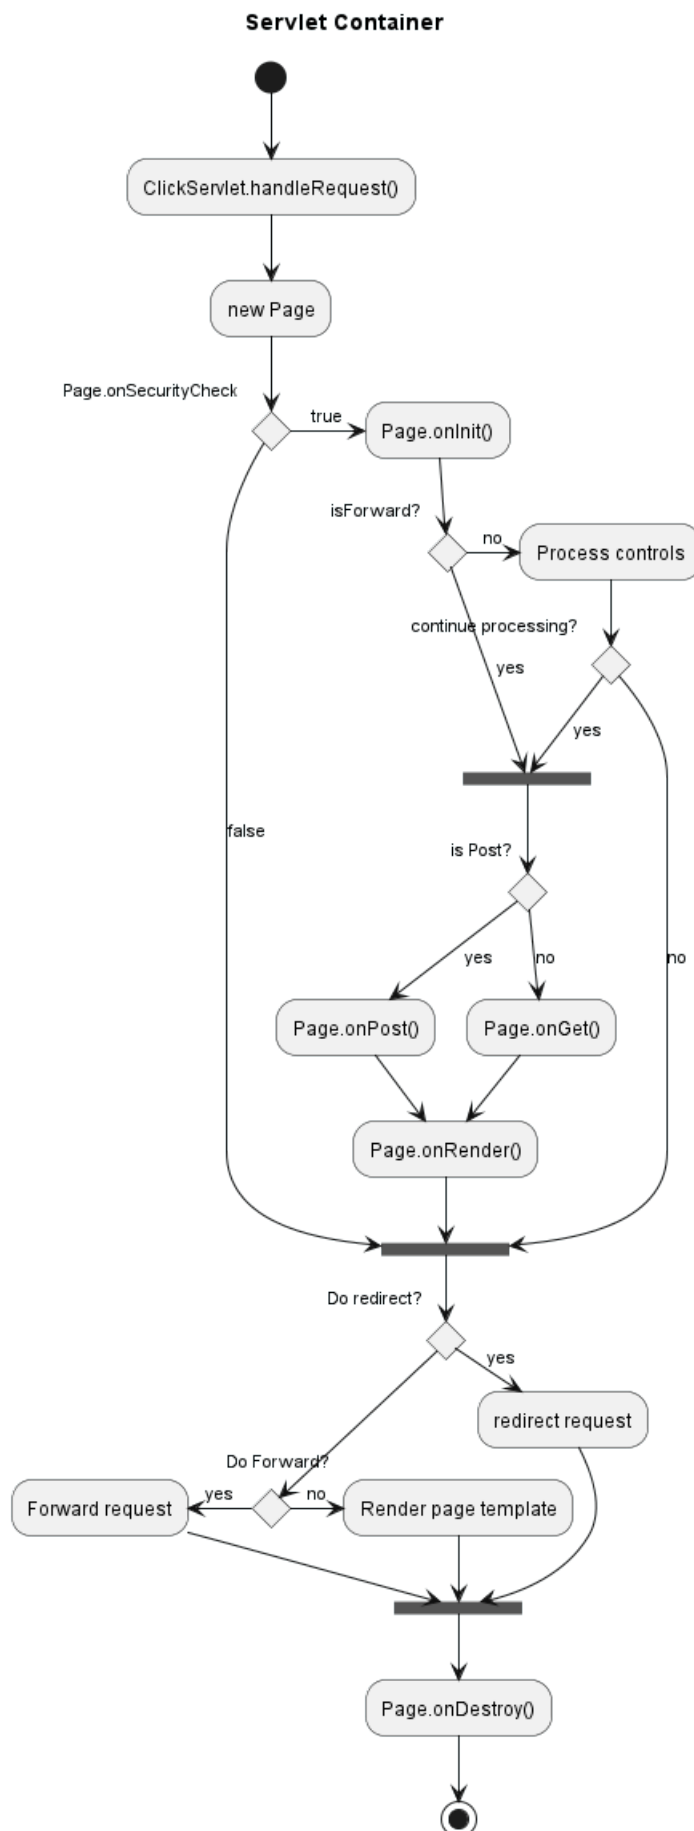 Servlet Container
ClickServlet.handleRequest()
new Page
Page.onSecurityCheck
true
Page.onInit()
isForward?
no
Process controls
continue processing?
yes
yes
false
is Post?
yes
no
no
Page.onPost()
Page.onGet()
Page.onRender()
Do redirect?
yes
redirect request
Do Forward?
yes
no
Forward request
Render page template
Page.onDestroy()